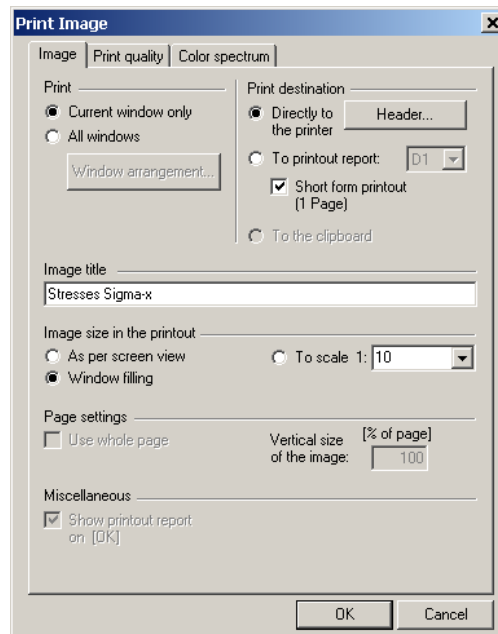 Print Image
Image Print quality Color spectrum
Print
Current window only
All windows
Window arrangement...
Print destination
Directly to
the printer
Header...
To printout report: D1
Short form printout
(1 Page)
To the clipboard
Image title
Stresses Sigma-x
Image size in the printout
As per screen view
To scale 1: 10
Window filling
Page settings
Use whole page
Vertical size
of the image:
[% of page]
100
Miscellaneous
Show printout report
on [OK]
OK Cancel